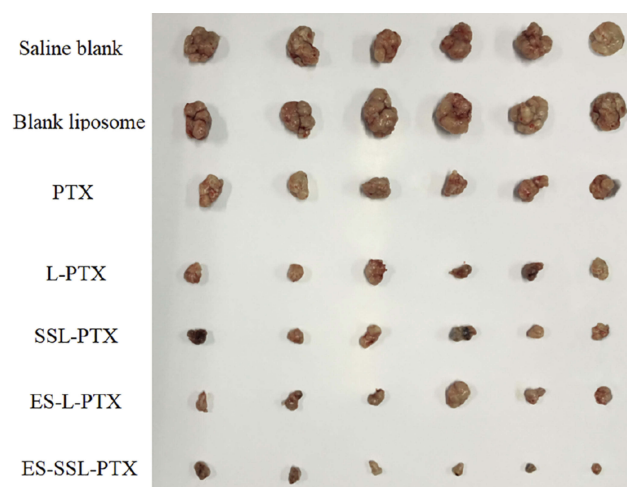 Saline blank
Blank liposome
PTX
L-PTX
SSL-PTX
ES-L-PTX
ES-SSL-PTX